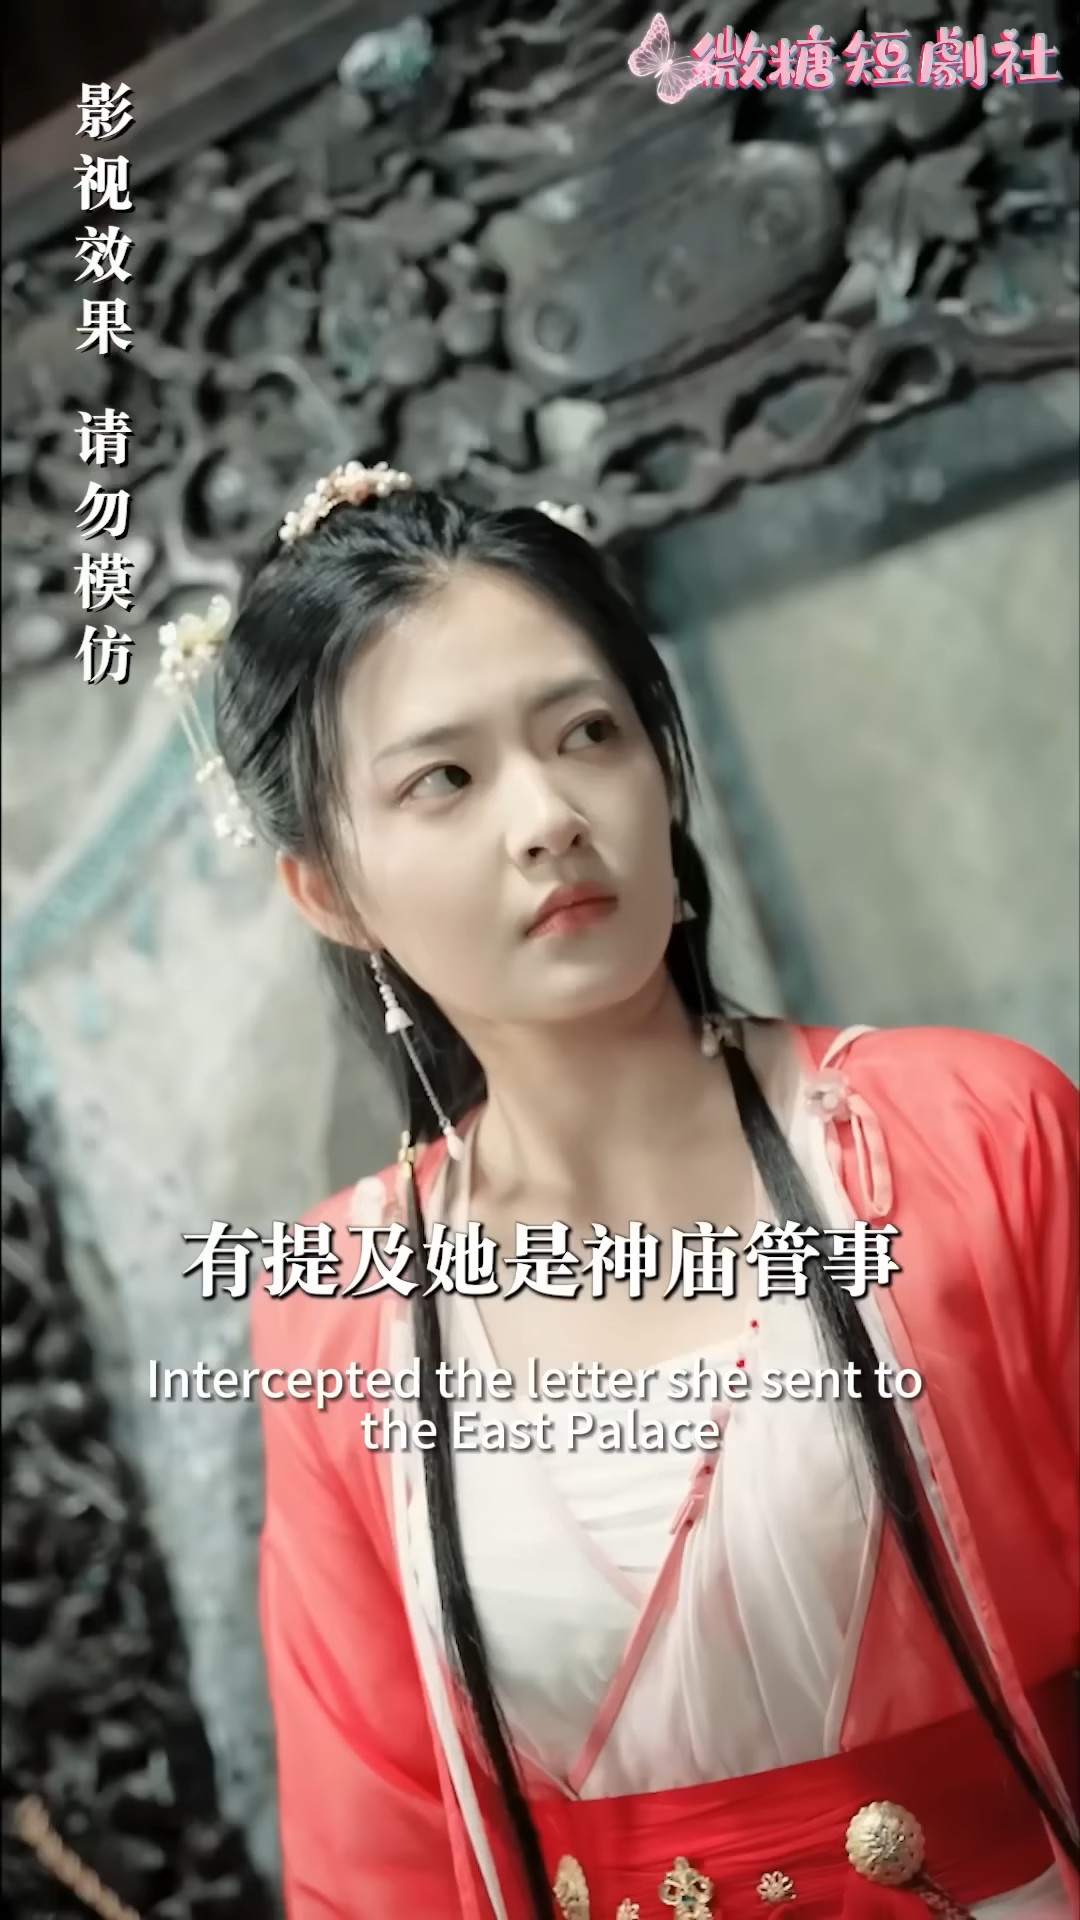 微糖短劇社
影视效果 请勿模仿
有提及她是神庙管事
Intercepted the letter she sent to
the East Palace